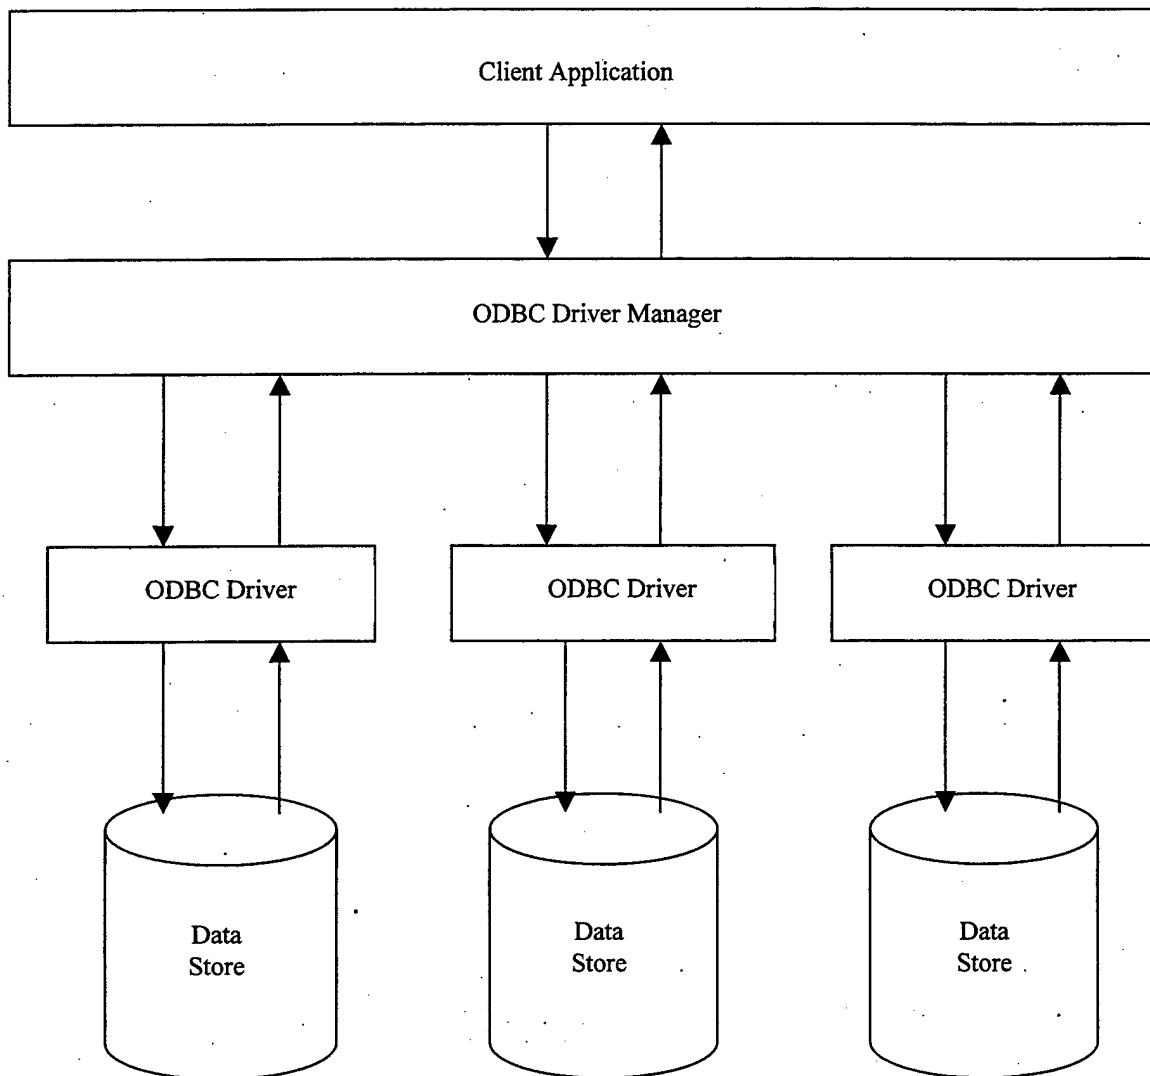 Client Application
ODBC Driver Manager
ODBC Driver
ODBC Driver
ODBC Driver
Data
Store
Data
Store
Data
Store